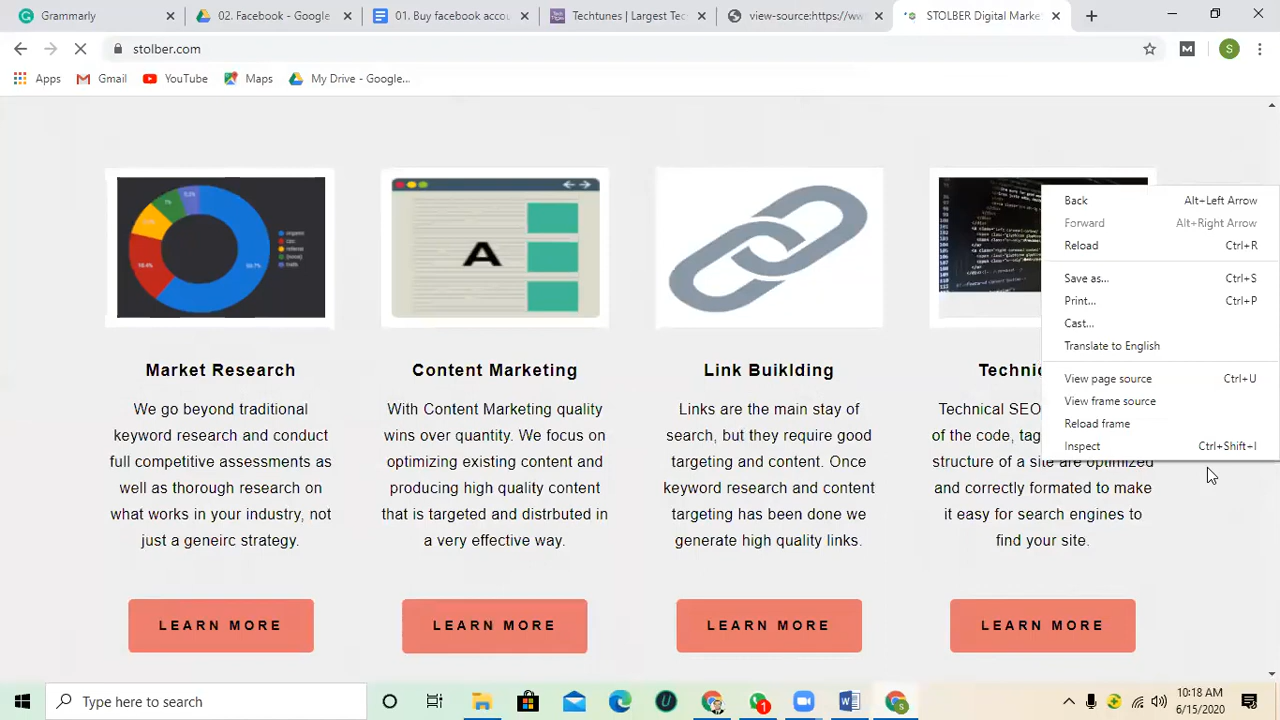 Grammarly
02. Facebook - Google
01. Buy facebook accou
Techtunes | Largest Tec
view-source:https://ww
STOLBER Digital Marke
stolber.com
M
S
Apps
Gmail
YouTube
Maps
My Drive - Google...
A
Back Alt+Left Arrow
Forward Alt+Right Arrow
Reload Ctrl+R
Save as... Ctrl+S
Print... Ctrl+P
Cast...
Translate to English
View page source Ctrl+U
View frame source
Reload frame
Inspect Ctrl+Shift+I
Market Research
We go beyond traditional
keyword research and conduct
full competitive assessments as
well as thorough research on
what works in your industry, not
just a geneirc strategy.
LEARN MORE
Content Marketing
With Content Marketing quality
wins over quantity. We focus on
optimizing existing content and
producing high quality content
that is targeted and distrbuted in
a very effective way.
LEARN MORE
Link Buiklding
Links are the main stay of
search, but they require good
targeting and content. Once
keyword research and content
targeting has been done we
generate high quality links.
LEARN MORE
Techni
Technical SEO
of the code, tag
structure of a site are optimized
and correctly formated to make
it easy for search engines to
find your site.
LEARN MORE
Type here to search
1
10:18 AM
6/15/2020